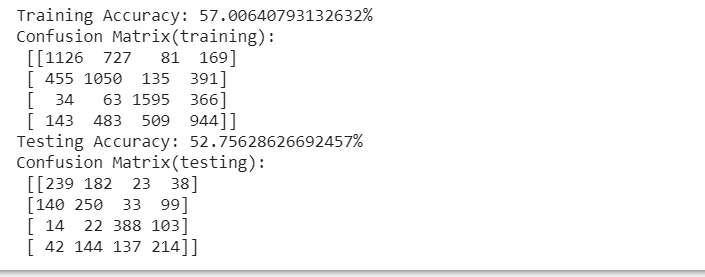 Training Accuracy: 57.00640793132632%
Confusion Matrix(training):
[[1126 727 81 169]
[ 455 1050 135 391]
[ 34 63 1595 366]
[ 143 483 509 944]]
Testing Accuracy: 52.75628626692457%
Confusion Matrix(testing):
[[239 182 23 38]
[140 250 33 99]
[ 14 22 388 103]
[ 42 144 137 214]]